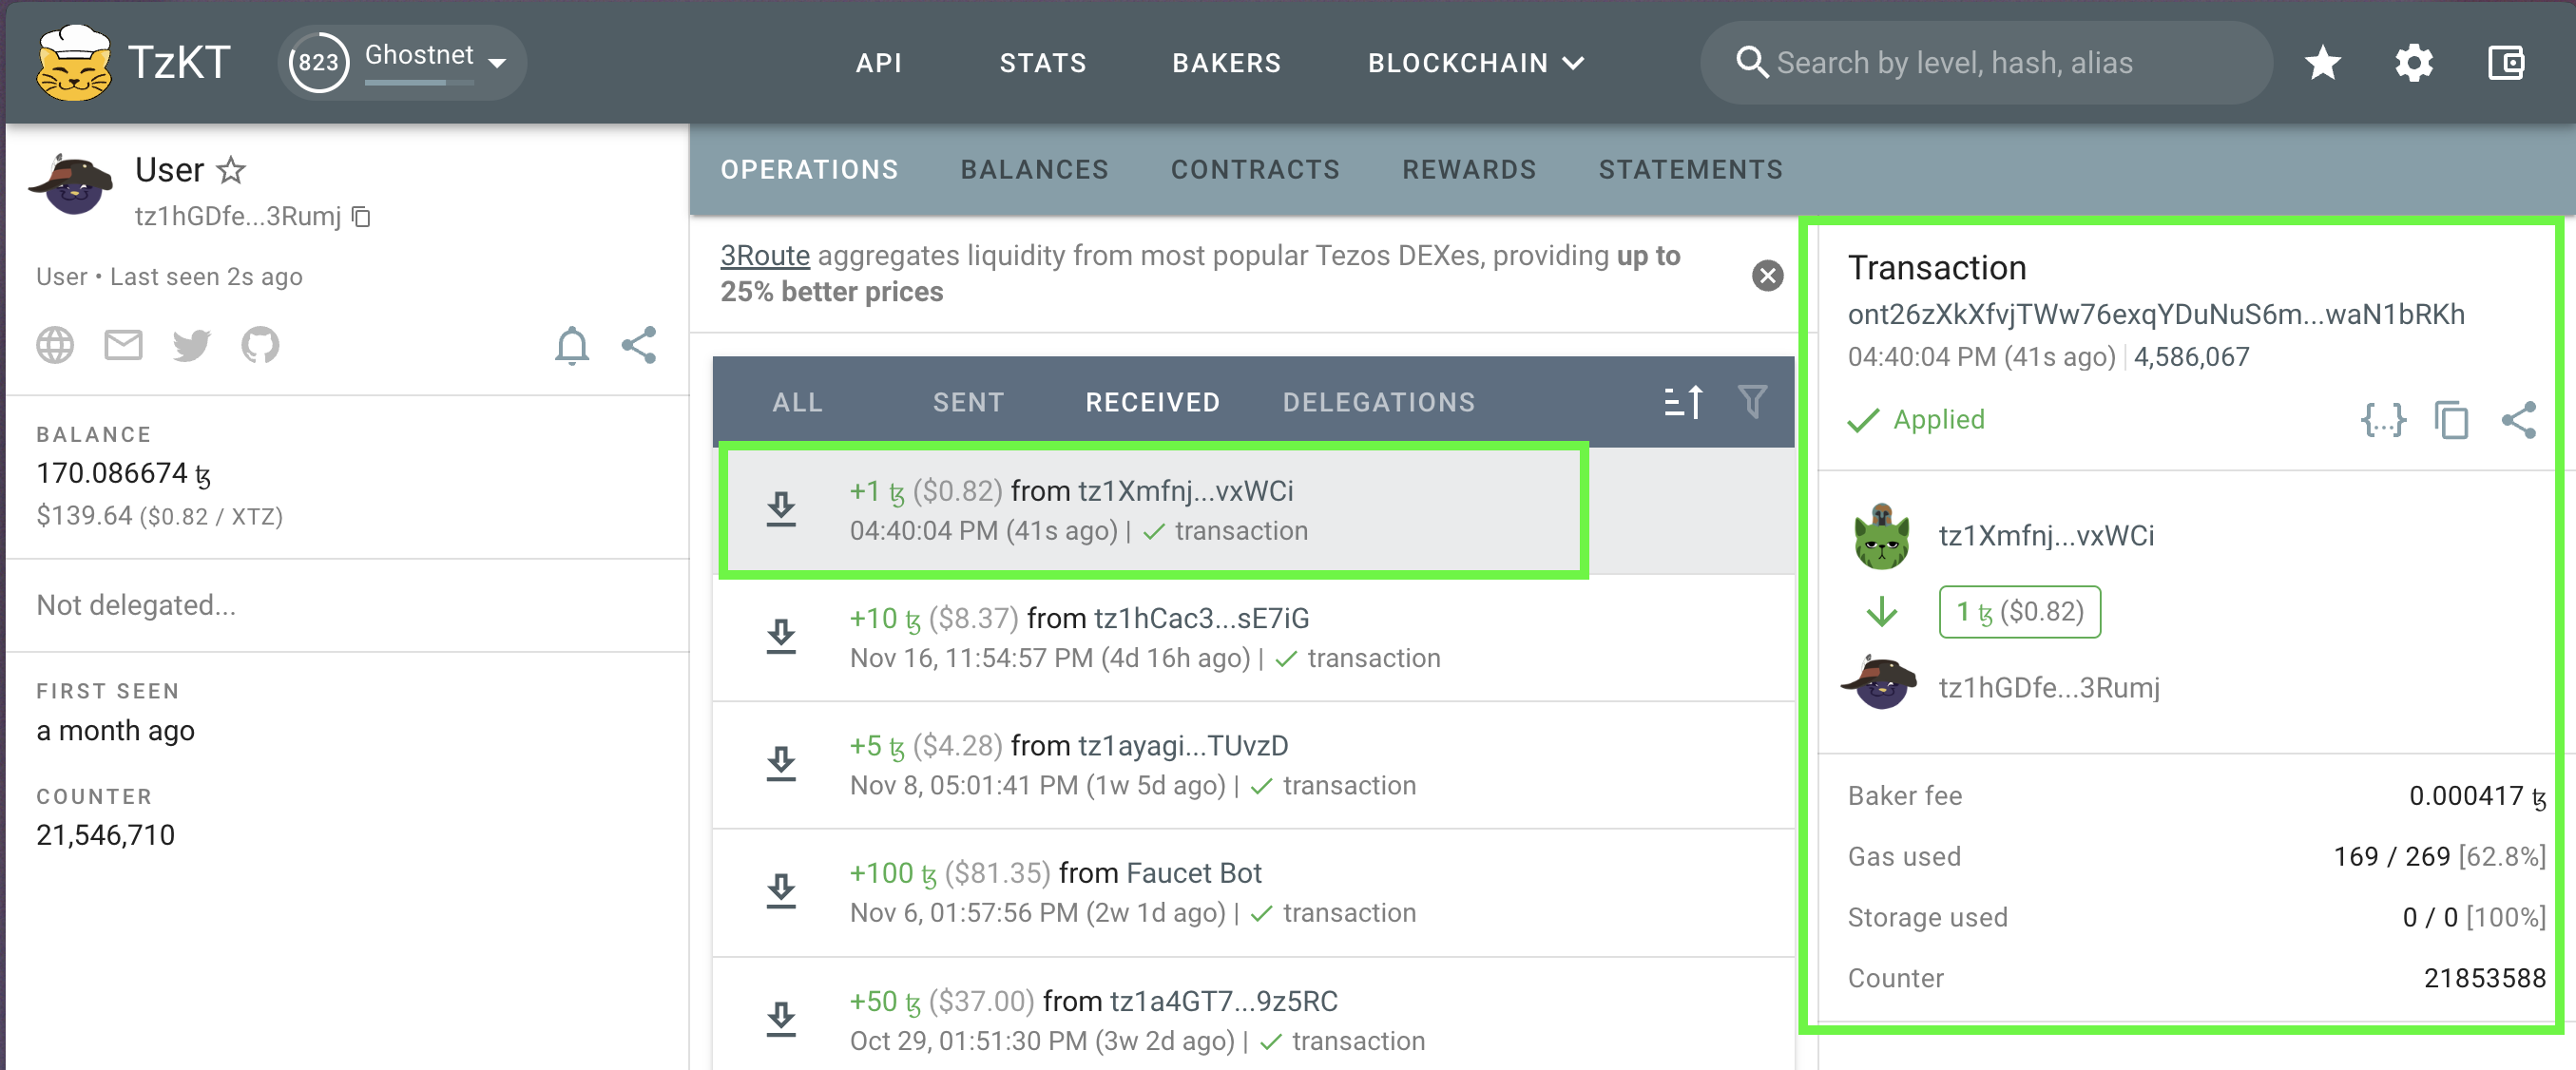 TzKT
823
Ghostnet
API
STATS
BAKERS
BLOCKCHAIN
Search by level, hash, alias
User
tz1hGDfe...3Rumj
User • Last seen 2s ago
BALANCE
170.086674 ꜩ
$139.64 ($0.82 / XTZ)
Not delegated...
FIRST SEEN
a month ago
COUNTER
21,546,710
OPERATIONS
BALANCES
CONTRACTS
REWARDS
STATEMENTS
3Route aggregates liquidity from most popular Tezos DEXes, providing up to
25% better prices
ALL
SENT
RECEIVED
DELEGATIONS
+1 ꜩ ($0.82) from tz1Xmfnj...vxWCi
04:40:04 PM (41s ago) | ✓ transaction
+10 ꜩ ($8.37) from tz1hCac3...sE7iG
Nov 16, 11:54:57 PM (4d 16h ago) | ✓ transaction
+5 ꜩ ($4.28) from tz1ayagi...TUvzD
Nov 8, 05:01:41 PM (1w 5d ago) | ✓ transaction
+100 ꜩ ($81.35) from Faucet Bot
Nov 6, 01:57:56 PM (2w 1d ago) | ✓ transaction
+50 ꜩ ($37.00) from tz1a4GT7...9z5RC
Oct 29, 01:51:30 PM (3w 2d ago) | ✓ transaction
Transaction
ont26zXkXfvjTWw76exqYDuNuS6m...waN1bRKh
04:40:04 PM (41s ago) | 4,586,067
✓ Applied
{...}
tz1Xmfnj...vxWCi
1 ꜩ ($0.82)
tz1hGDfe...3Rumj
Baker fee 0.000417 ꜩ
Gas used 169 / 269 [62.8%]
Storage used 0 / 0 [100%]
Counter 21853588